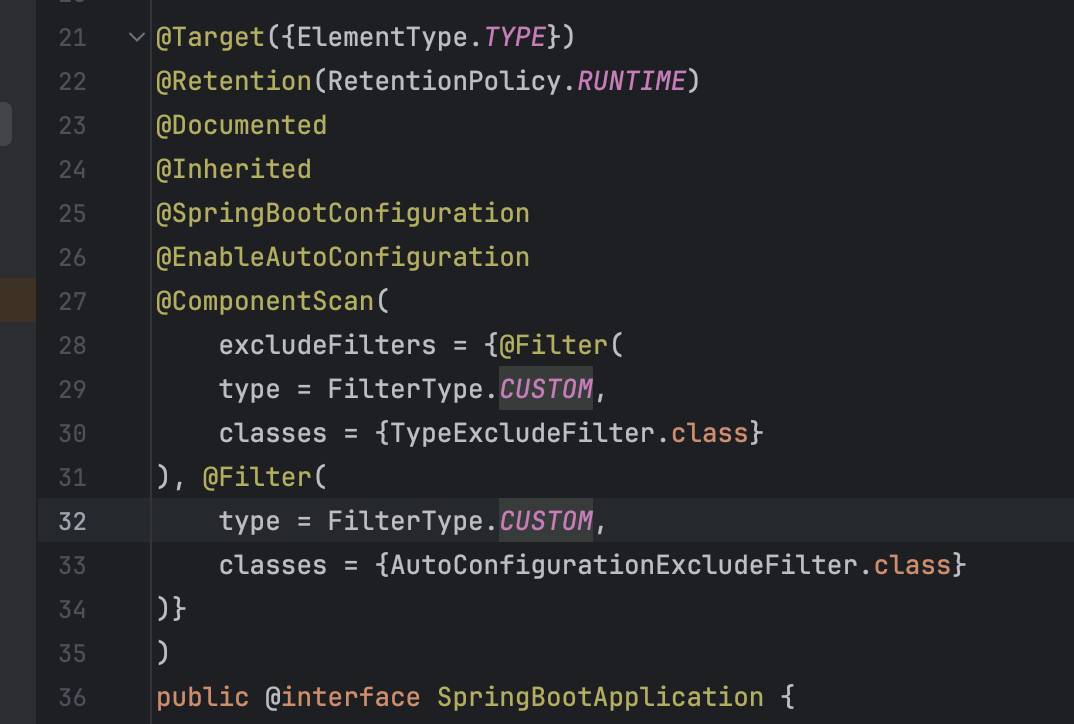 21 @Target({ElementType.TYPE})
22 @Retention(RetentionPolicy.RUNTIME)
23 @Documented
24 @Inherited
25 @SpringBootConfiguration
26 @EnableAutoConfiguration
27 @ComponentScan(
28     excludeFilters = {@Filter(
29     type = FilterType.CUSTOM,
30     classes = {TypeExcludeFilter.class}
31 ), @Filter(
32     type = FilterType.CUSTOM,
33     classes = {AutoConfigurationExcludeFilter.class}
34 )}
35 )
36 public @interface SpringBootApplication {